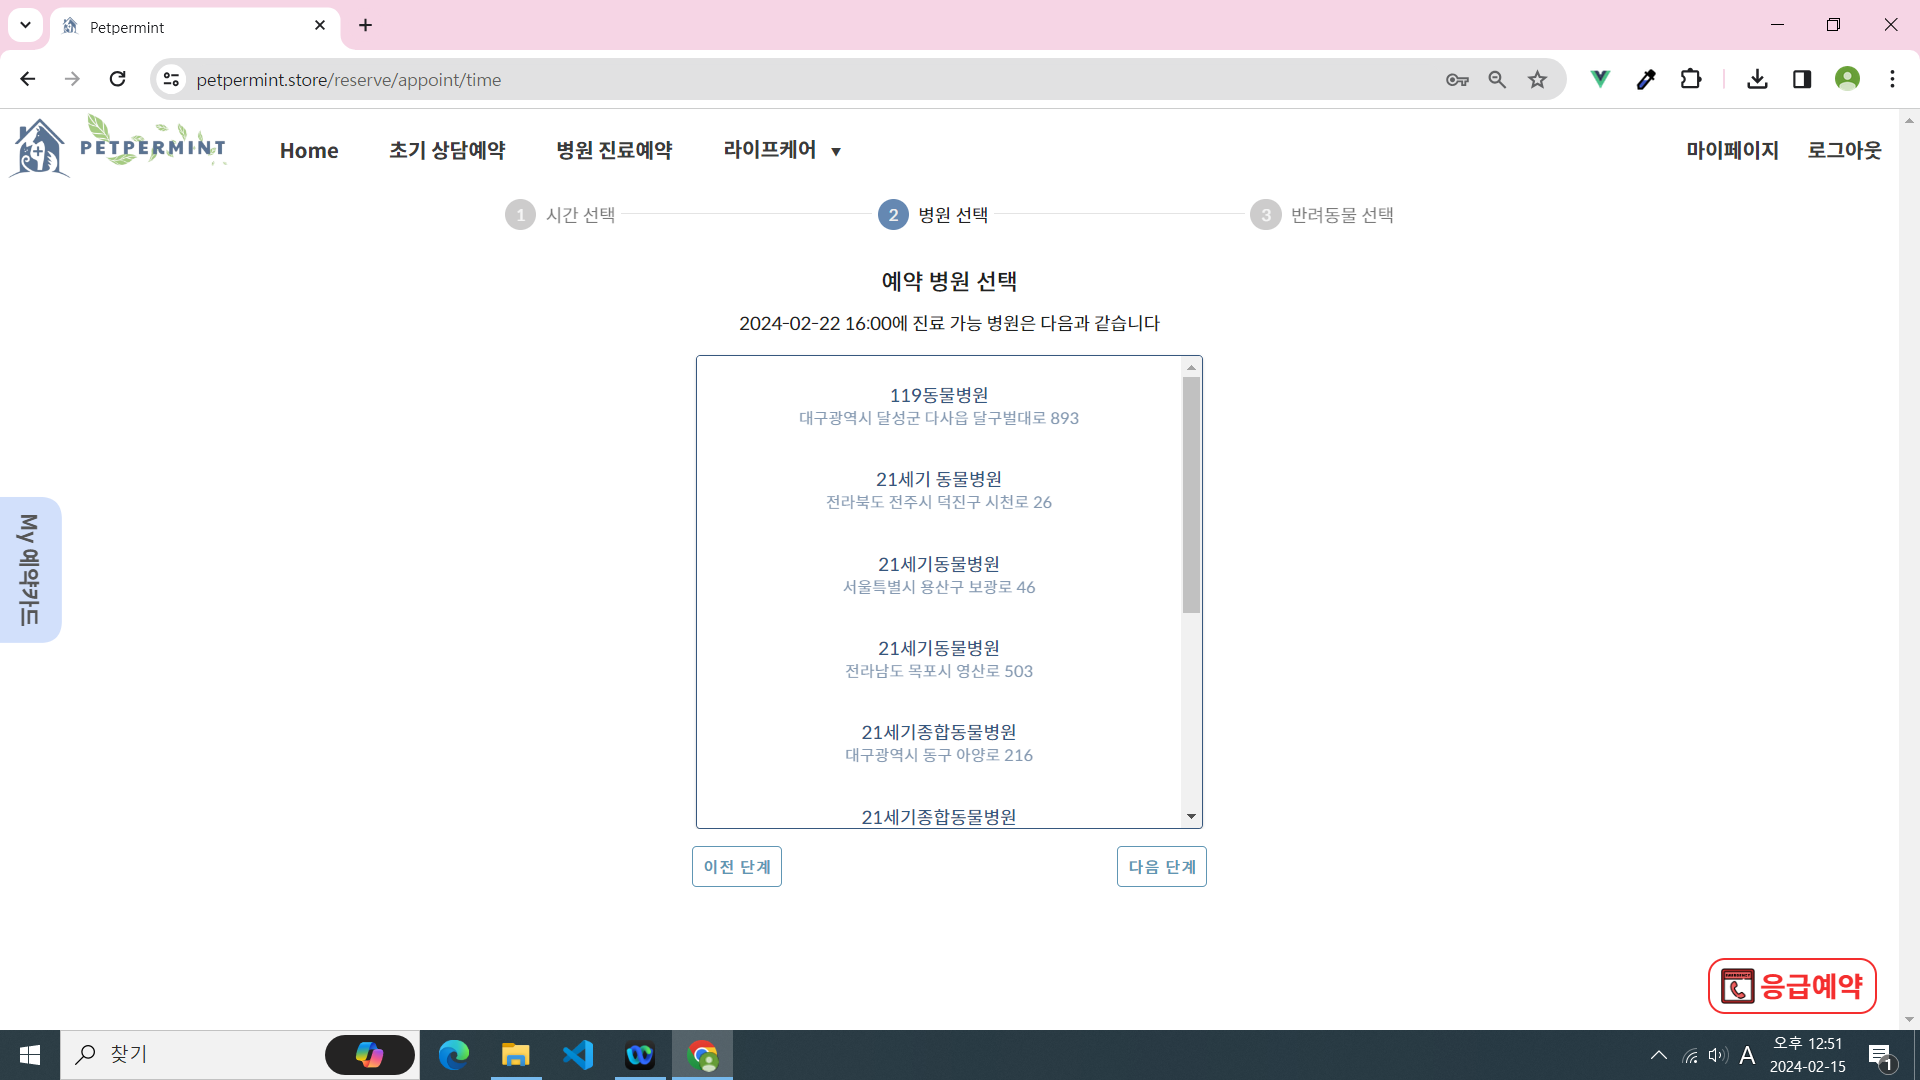 Petpermint
petpermint.store/reserve/appoint/time
PETPERMINT
Home
초기 상담예약
병원 진료예약
라이프케어 ▼
마이페이지
로그아웃
1 시간 선택
2 병원 선택
3 반려동물 선택
예약 병원 선택
2024-02-22 16:00에 진료 가능 병원은 다음과 같습니다
119동물병원
대구광역시 달성군 다사읍 달구벌대로 893
21세기 동물병원
전라북도 전주시 덕진구 시천로 26
21세기동물병원
서울특별시 용산구 보광로 46
21세기동물병원
전라남도 목포시 영산로 503
21세기종합동물병원
대구광역시 동구 아양로 216
21세기종합동물병원
My 예약카드
이전 단계
다음 단계
응급예약
찾기
A
오후 12:51
2024-02-15
1